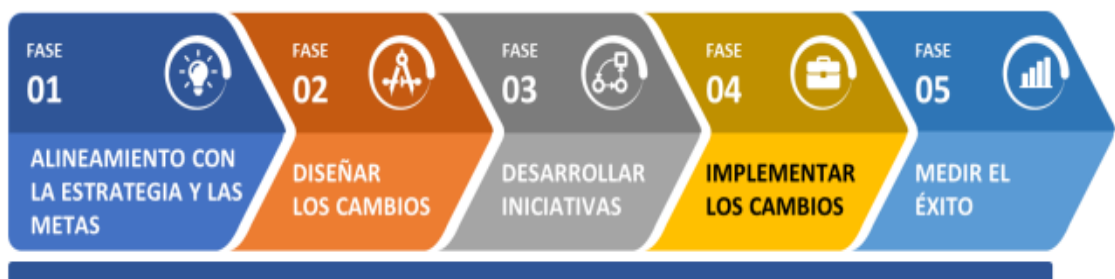 FASE
01
ALINEAMIENTO CON
LA ESTRATEGIA Y LAS
METAS
FASE
02
DISEÑAR
LOS CAMBIOS
FASE
03
DESARROLLAR
INICIATIVAS
FASE
04
IMPLEMENTAR
LOS CAMBIOS
FASE
05
MEDIR EL
ÉXITO